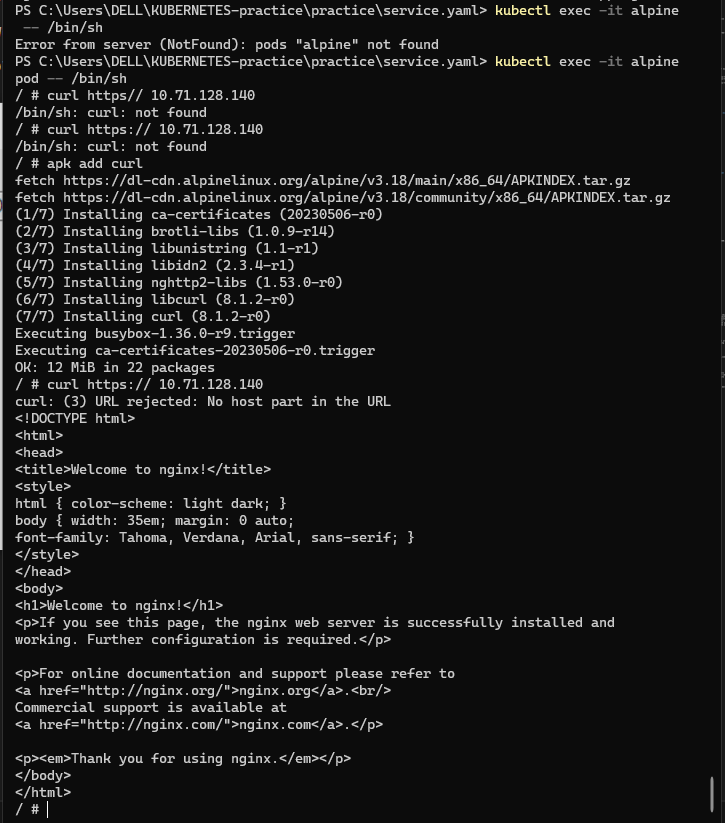 PS C:\Users\DELL\KUBERNETES-practice\practice\service.yaml> kubectl exec -it alpine
 -- /bin/sh
Error from server (NotFound): pods "alpine" not found
PS C:\Users\DELL\KUBERNETES-practice\practice\service.yaml> kubectl exec -it alpine
pod -- /bin/sh
/ # curl https// 10.71.128.140
/bin/sh: curl: not found
/ # curl https:// 10.71.128.140
/bin/sh: curl: not found
/ # apk add curl
fetch https://dl-cdn.alpinelinux.org/alpine/v3.18/main/x86_64/APKINDEX.tar.gz
fetch https://dl-cdn.alpinelinux.org/alpine/v3.18/community/x86_64/APKINDEX.tar.gz
(1/7) Installing ca-certificates (20230506-r0)
(2/7) Installing brotli-libs (1.0.9-r14)
(3/7) Installing libunistring (1.1-r1)
(4/7) Installing libidn2 (2.3.4-r1)
(5/7) Installing nghttp2-libs (1.53.0-r0)
(6/7) Installing libcurl (8.1.2-r0)
(7/7) Installing curl (8.1.2-r0)
Executing busybox-1.36.0-r9.trigger
Executing ca-certificates-20230506-r0.trigger
OK: 12 MiB in 22 packages
/ # curl https:// 10.71.128.140
curl: (3) URL rejected: No host part in the URL
<!DOCTYPE html>
<html>
<head>
<title>Welcome to nginx!</title>
<style>
html { color-scheme: light dark; }
body { width: 35em; margin: 0 auto;
font-family: Tahoma, Verdana, Arial, sans-serif; }
</style>
</head>
<body>
<h1>Welcome to nginx!</h1>
<p>If you see this page, the nginx web server is successfully installed and
working. Further configuration is required.</p>

<p>For online documentation and support please refer to
<a href="http://nginx.org/">nginx.org</a>.<br/>
Commercial support is available at
<a href="http://nginx.com/">nginx.com</a>.</p>

<p><em>Thank you for using nginx.</em></p>
</body>
</html>
/ #